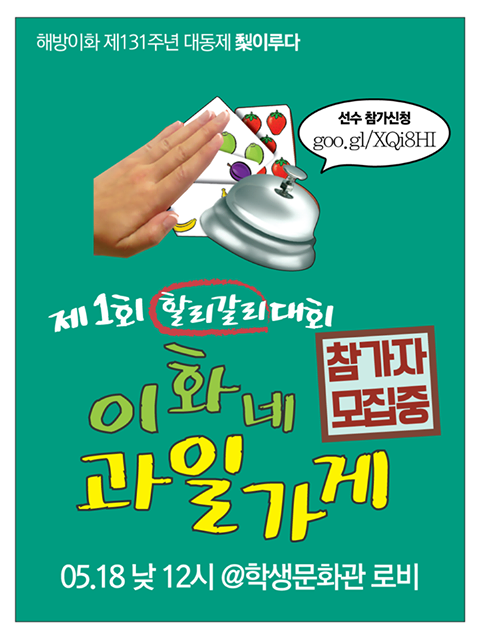 해방이화 제131주년 대동제 梨이루다
선수 참가신청
goo.gl/XQi8HI
제1회 할리갈리대회
참가자
모집중
이화네
과일가게
05.18 낮 12시 @학생문화관 로비